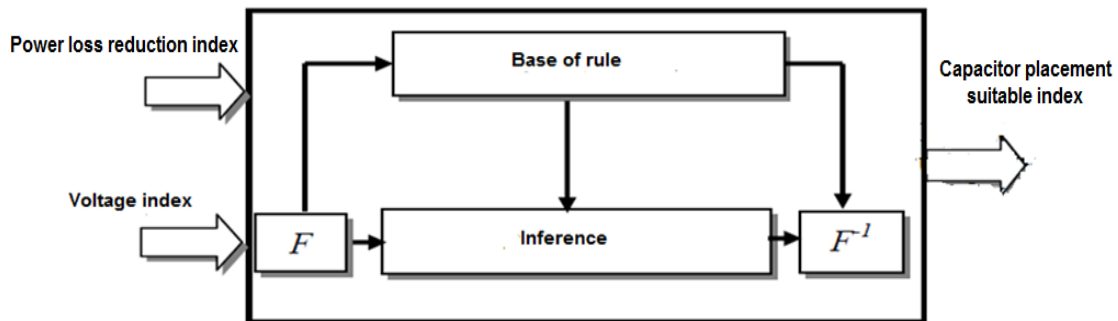 Power loss reduction index
Base of rule
Capacitor placement
suitable index
Voltage index
F
Inference
F⁻¹